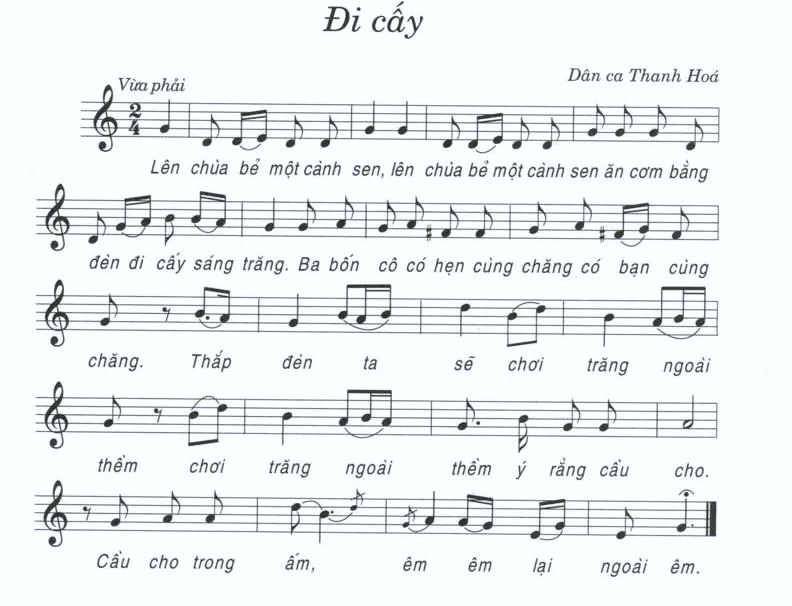 Đi cấy
Vừa phải
Dân ca Thanh Hoá
2
4
Lên chùa bẻ một cành sen, lên chùa bẻ một cành sen ăn cơm bằng
đèn đi cấy sáng trăng. Ba bốn cô có hẹn cùng chăng có bạn cùng
chăng. Thắp đèn ta sẽ chơi trăng ngoài
thềm chơi trăng ngoài thềm ý rằng cầu cho.
Cầu cho trong ấm, êm êm lại ngoài êm.